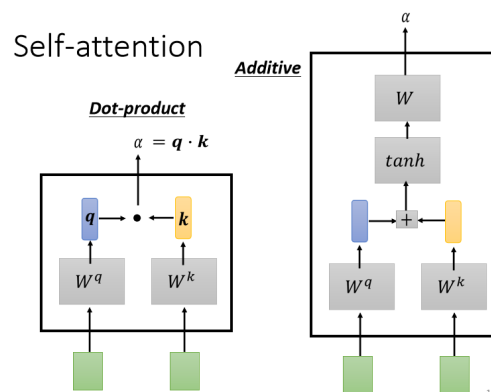 Self-attention
Dot-product
α = q · k
q
k
W^q
W^k
Additive
α
W
tanh
+
W^q
W^k